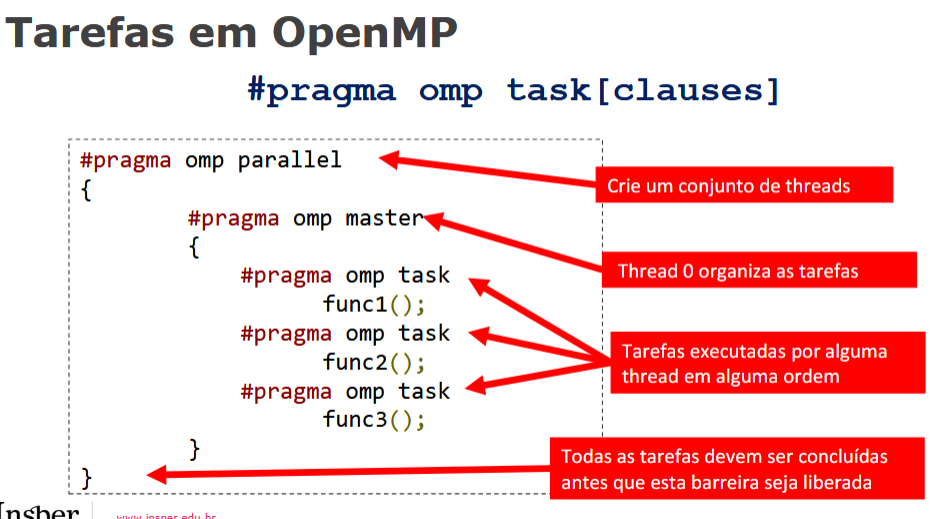 Tarefas em OpenMP
#pragma omp task[clauses]
#pragma omp parallel
Crie um conjunto de threads
{
#pragma omp master
{
Thread 0 organiza as tarefas
#pragma omp task
func1();
#pragma omp task
func2();
Tarefas executadas por alguma
thread em alguma ordem
#pragma omp task
func3();
}
Todas as tarefas devem ser concluídas
antes que esta barreira seja liberada
}
Insper
www.insper.edu.br